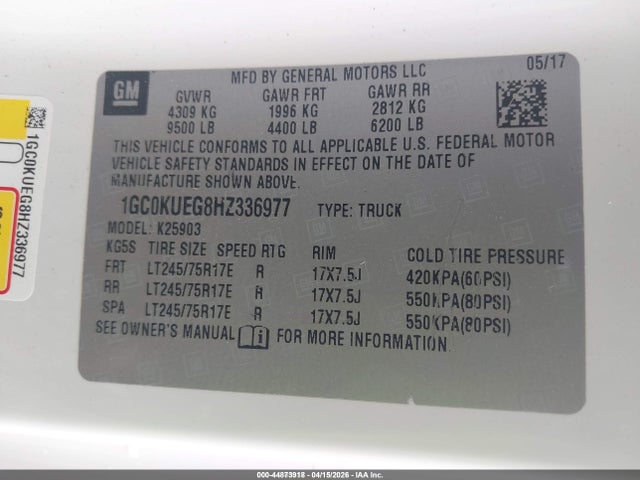 GM
MFD BY GENERAL MOTORS LLC 05/17
GVWR GAWR FRT GAWR RR
4309 KG 1996 KG 2812 KG
9500 LB 4400 LB 6200 LB
THIS VEHICLE CONFORMS TO ALL APPLICABLE U.S. FEDERAL MOTOR
VEHICLE SAFETY STANDARDS IN EFFECT ON THE DATE OF
MANUFACTURE SHOWN ABOVE.
1GC0KUEG8HZ336977 TYPE: TRUCK
MODEL: K25903
KG5S TIRE SIZE SPEED RTG RIM COLD TIRE PRESSURE
FRT LT245/75R17E R 17X7.5J 420KPA(60PSI)
RR LT245/75R17E R 17X7.5J 550KPA(80PSI)
SPA LT245/75R17E R 17X7.5J 550KPA(80PSI)
SEE OWNER'S MANUAL i FOR MORE INFORMATION.
1GC0KUEG8HZ336977
000-44873918 - 04/15/2026 - IAA Inc.